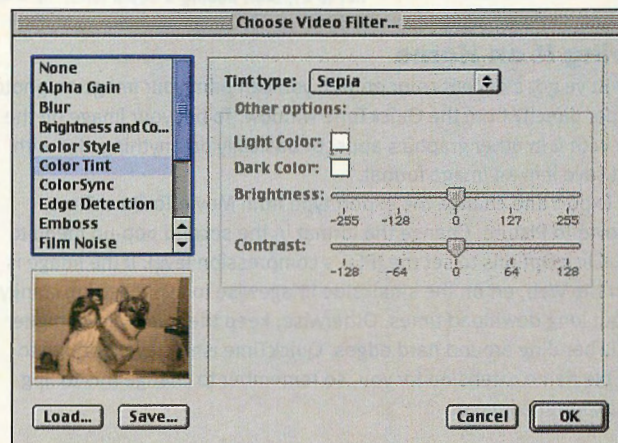 Choose Video Filter...
None
Alpha Gain
Blur
Brightness and Co...
Color Style
Color Tint
ColorSync
Edge Detection
Emboss
Film Noise
Tint type: Sepia
Other options:
Light Color:
Dark Color:
Brightness:
-255 -128 0 127 255
Contrast:
-128 -64 0 64 128
Load... Save... Cancel OK